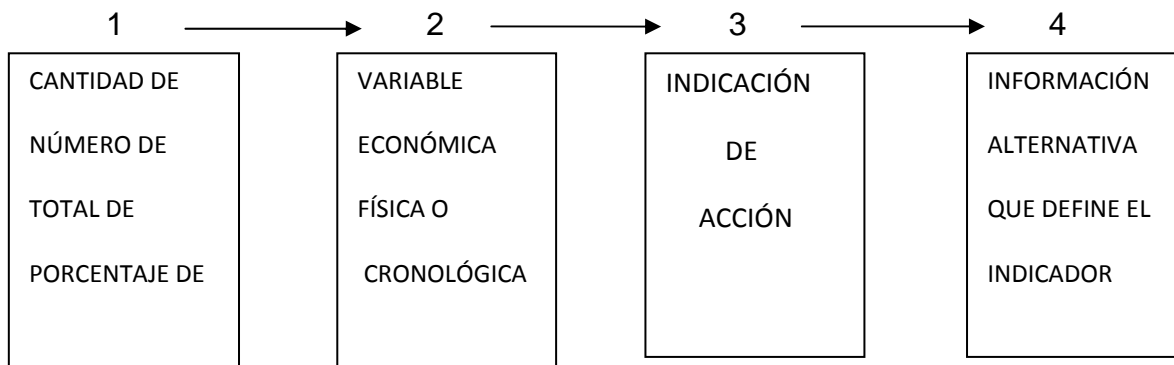 1
2
3
4
CANTIDAD DE
NÚMERO DE
TOTAL DE
PORCENTAJE DE
VARIABLE
ECONÓMICA
FÍSICA O
CRONOLÓGICA
INDICACIÓN
DE
ACCIÓN
INFORMACIÓN
ALTERNATIVA
QUE DEFINE EL
INDICADOR